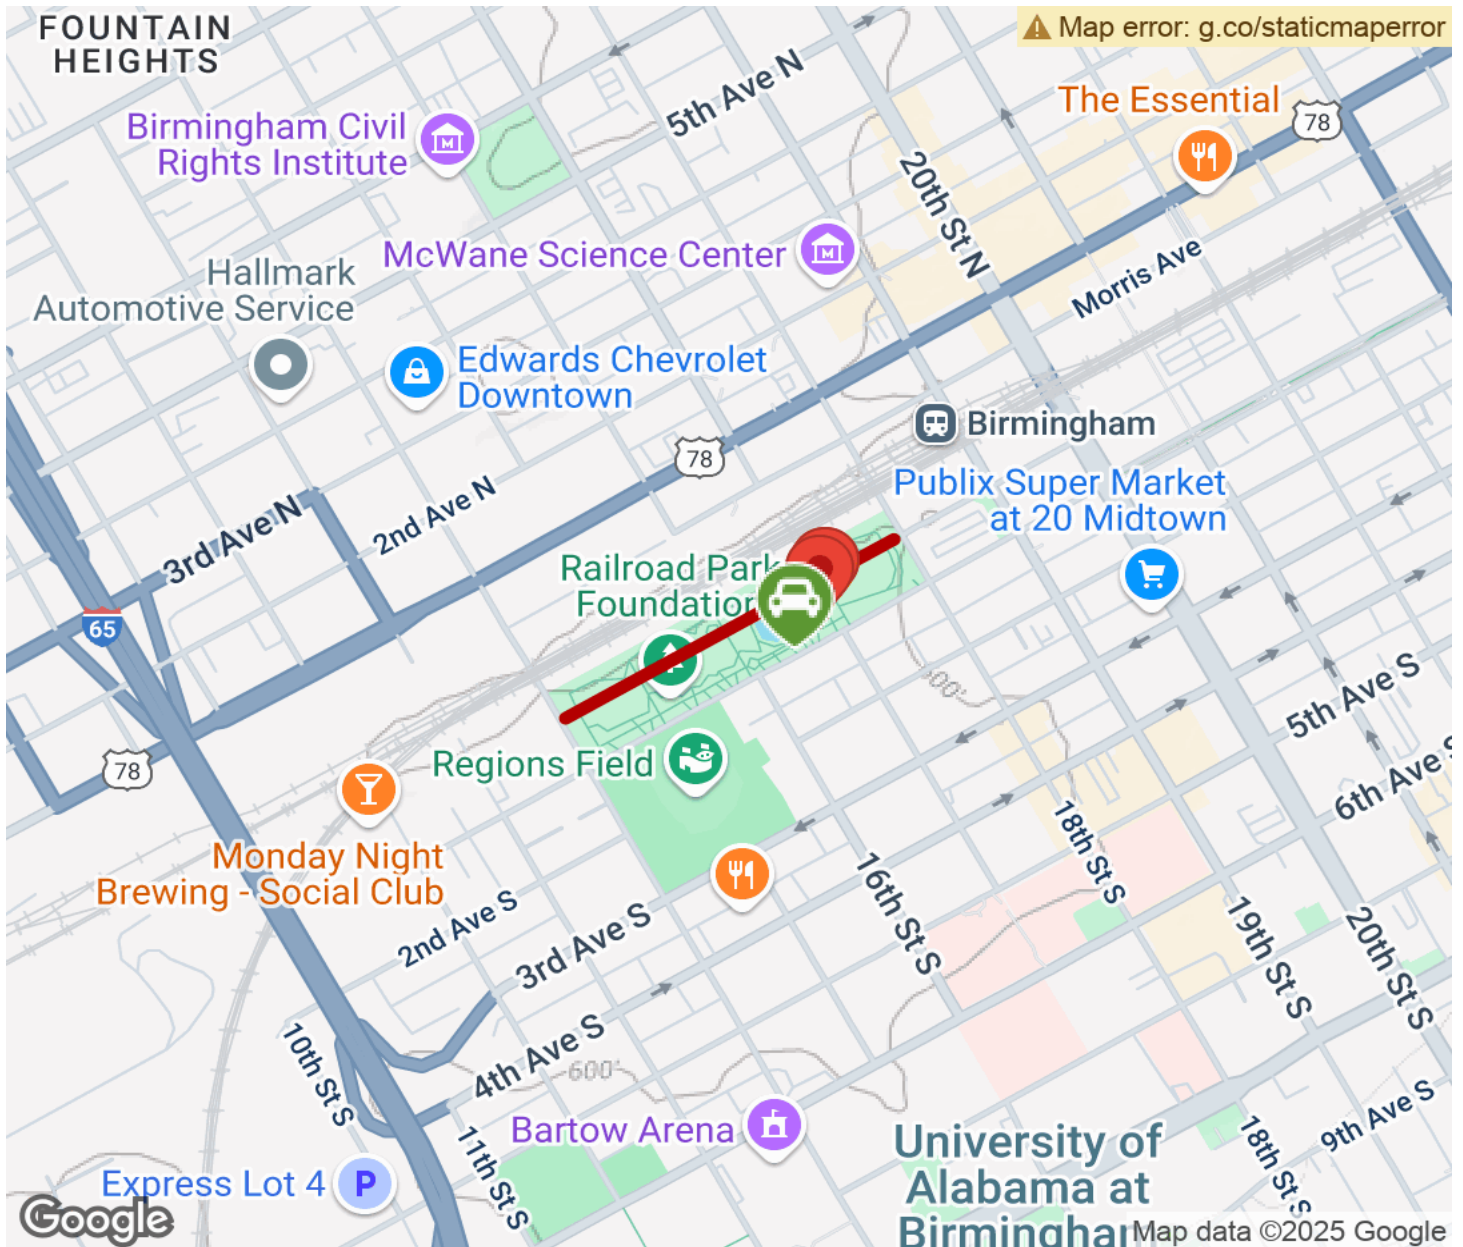 FOUNTAIN
HEIGHTS
Map error: g.co/staticmaperror
5th Ave N
The Essential
78
Birmingham Civil
Rights Institute
20th St N
McWane Science Center
Morris Ave
Hallmark
Automotive Service
Edwards Chevrolet
Downtown
Birmingham
78
Publix Super Market
at 20 Midtown
2nd Ave N
3rd Ave N
Railroad Park
Foundation
65
600'
5th Ave S
Regions Field
78
6th Ave S
Monday Night
Brewing - Social Club
18th St S
16th St S
2nd Ave S
3rd Ave S
19th St S
20th St S
4th Ave S
600'
10th St S
Bartow Arena
11th St S
University of
Alabama at
Birmingham
9th Ave S
18th St S
Express Lot 4
P
Google
Map data ©2025 Google